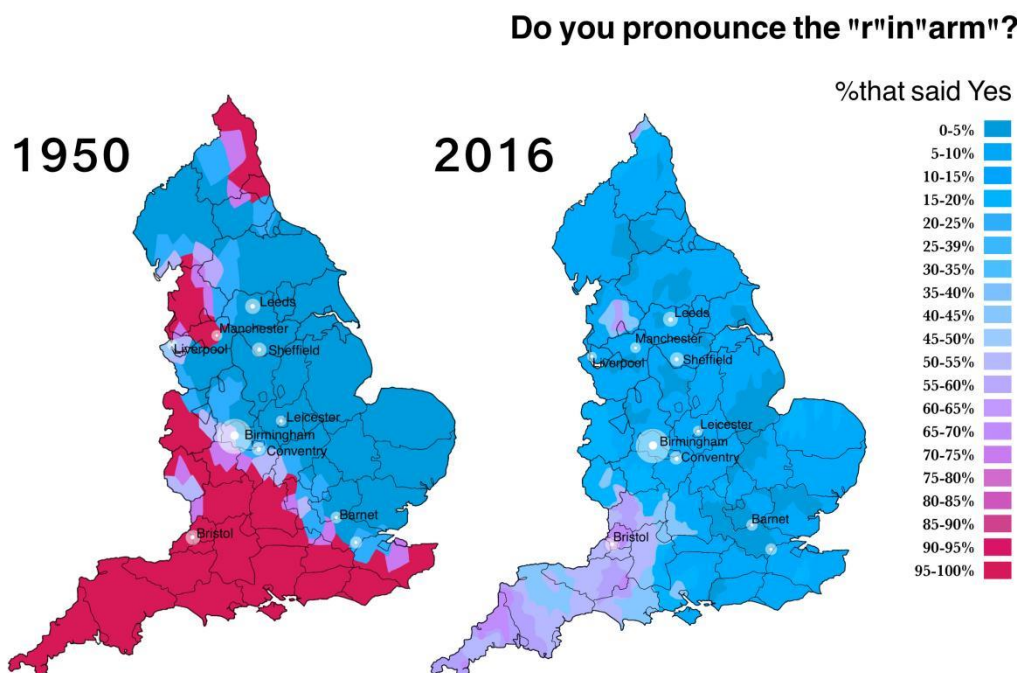 Do you pronounce the "r"in"arm"?
%that said Yes
1950
2016
0-5%
5-10%
10-15%
15-20%
20-25%
25-39%
30-35%
35-40%
40-45%
45-50%
50-55%
55-60%
60-65%
65-70%
70-75%
75-80%
80-85%
85-90%
90-95%
95-100%
Leeds
Manchester
Liverpool
Sheffield
Leicester
Birmingham
Conventry
Barnet
Bristol
Leeds
Manchester
Liverpool
Sheffield
Leicester
Birmingham
Conventry
Barnet
Bristol